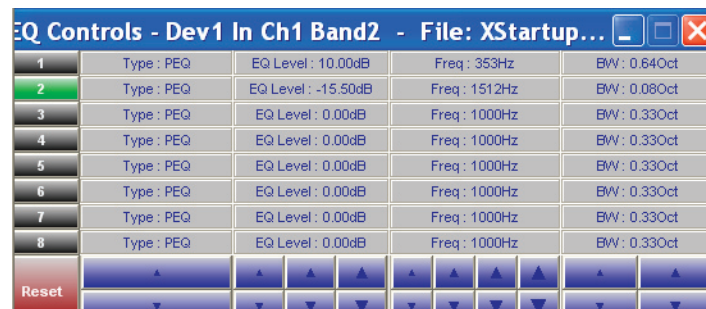 EQ Controls - Dev1 In Ch1 Band2 - File: XStartup...
1 Type : PEQ EQ Level : 10.00dB Freq : 353Hz BW : 0.64Oct
2 Type : PEQ EQ Level : -15.50dB Freq : 1512Hz BW : 0.08Oct
3 Type : PEQ EQ Level : 0.00dB Freq : 1000Hz BW : 0.33Oct
4 Type : PEQ EQ Level : 0.00dB Freq : 1000Hz BW : 0.33Oct
5 Type : PEQ EQ Level : 0.00dB Freq : 1000Hz BW : 0.33Oct
6 Type : PEQ EQ Level : 0.00dB Freq : 1000Hz BW : 0.33Oct
7 Type : PEQ EQ Level : 0.00dB Freq : 1000Hz BW : 0.33Oct
8 Type : PEQ EQ Level : 0.00dB Freq : 1000Hz BW : 0.33Oct
Reset